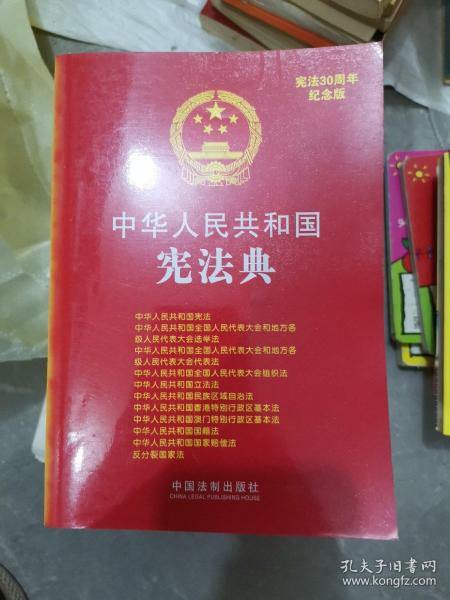 宪法30周年
纪念版
中华人民共和国
宪法典
中华人民共和国宪法
中华人民共和国全国人民代表大会和地方各
级人民代表大会选举法
中华人民共和国全国人民代表大会和地方各
级人民代表大会代表法
中华人民共和国全国人民代表大会组织法
中华人民共和国立法法
中华人民共和国民族区域自治法
中华人民共和国香港特别行政区基本法
中华人民共和国澳门特别行政区基本法
中华人民共和国国籍法
中华人民共和国国家赔偿法
反分裂国家法
中国法制出版社
CHINA LEGAL PUBLISHING HOUSE
孔夫子旧书网
www.kongfz.com